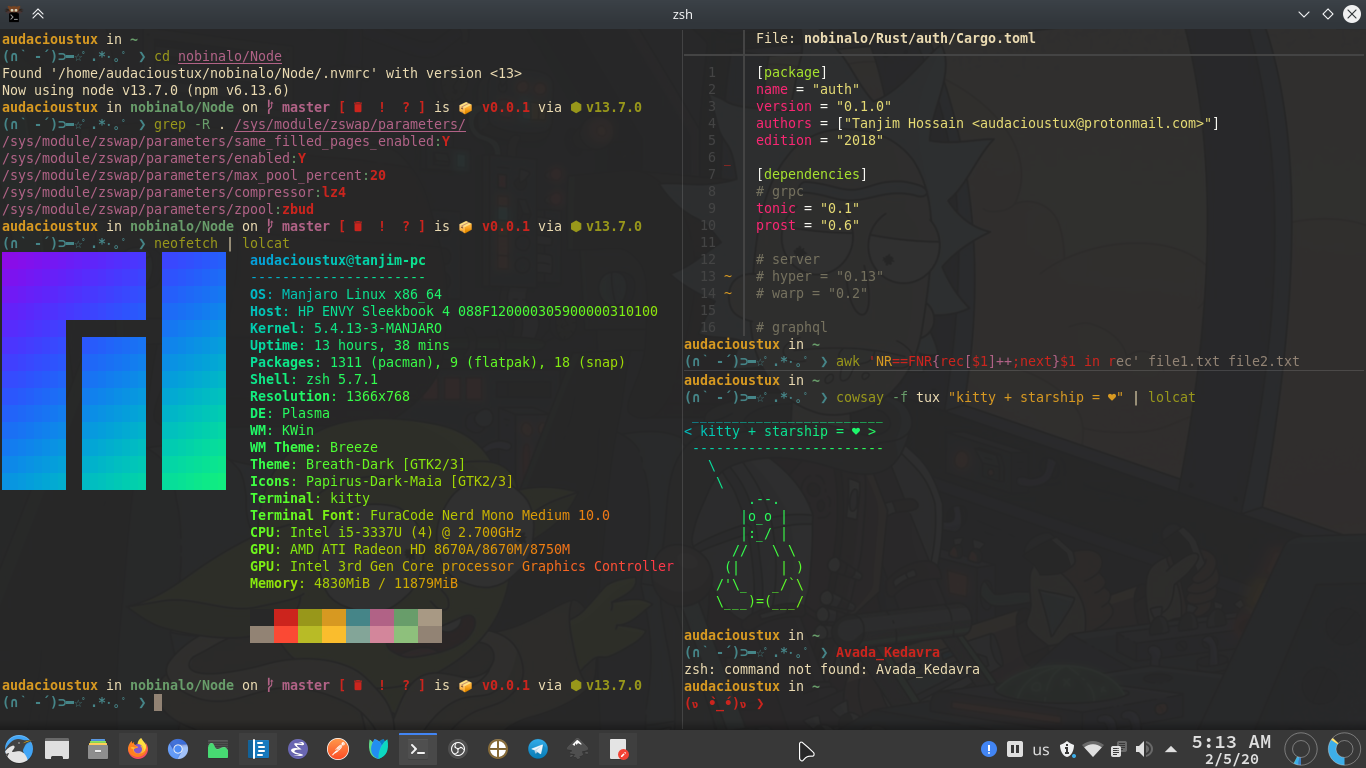 zsh
audacioustux in ~
(∩` -´)⊃━☆ﾟ.*･｡ﾟ ❯ cd nobinalo/Node
Found '/home/audacioustux/nobinalo/Node/.nvmrc' with version <13>
Now using node v13.7.0 (npm v6.13.6)
audacioustux in nobinalo/Node on master [ ! ? ] is 📦 v0.0.1 via ⬢ v13.7.0
(∩` -´)⊃━☆ﾟ.*･｡ﾟ ❯ grep -R . /sys/module/zswap/parameters/
/sys/module/zswap/parameters/same_filled_pages_enabled:Y
/sys/module/zswap/parameters/enabled:Y
/sys/module/zswap/parameters/max_pool_percent:20
/sys/module/zswap/parameters/compressor:lz4
/sys/module/zswap/parameters/zpool:zbud
audacioustux in nobinalo/Node on master [ ! ? ] is 📦 v0.0.1 via ⬢ v13.7.0
(∩` -´)⊃━☆ﾟ.*･｡ﾟ ❯ neofetch | lolcat
audacioustux@tanjim-pc
----------------------
OS: Manjaro Linux x86_64
Host: HP ENVY Sleekbook 4 088F120000305900000310100
Kernel: 5.4.13-3-MANJARO
Uptime: 13 hours, 38 mins
Packages: 1311 (pacman), 9 (flatpak), 18 (snap)
Shell: zsh 5.7.1
Resolution: 1366x768
DE: Plasma
WM: KWin
WM Theme: Breeze
Theme: Breath-Dark [GTK2/3]
Icons: Papirus-Dark-Maia [GTK2/3]
Terminal: kitty
Terminal Font: FuraCode Nerd Mono Medium 10.0
CPU: Intel i5-3337U (4) @ 2.700GHz
GPU: AMD ATI Radeon HD 8670A/8670M/8750M
GPU: Intel 3rd Gen Core processor Graphics Controller
Memory: 4830MiB / 11879MiB
audacioustux in nobinalo/Node on master [ ! ? ] is 📦 v0.0.1 via ⬢ v13.7.0
(∩` -´)⊃━☆ﾟ.*･｡ﾟ ❯
File: nobinalo/Rust/auth/Cargo.toml
1 [package]
2 name = "auth"
3 version = "0.1.0"
4 authors = ["Tanjim Hossain <audacioustux@protonmail.com>"]
5 edition = "2018"
6 _
7 [dependencies]
8 # grpc
9 tonic = "0.1"
10 prost = "0.6"
11
12 # server
13 ~ # hyper = "0.13"
14 ~ # warp = "0.2"
15
16 # graphql
audacioustux in ~
(∩` -´)⊃━☆ﾟ.*･｡ﾟ ❯ awk `NR==FNR{rec[$1]++;next}$1 in rec' file1.txt file2.txt
audacioustux in ~
(∩` -´)⊃━☆ﾟ.*･｡ﾟ ❯ cowsay -f tux "kitty + starship = ♥" | lolcat
________________________
< kitty + starship = ♥ >
------------------------
\
\
.--.
|o_o |
|:_/ |
//   \ \
(|     | )
/'\_   _/`\
\___)=(___/
audacioustux in ~
(∩` -´)⊃━☆ﾟ.*･｡ﾟ ❯ Avada_Kedavra
zsh: command not found: Avada_Kedavra
audacioustux in ~
❯
us
5:13 AM
2/5/20